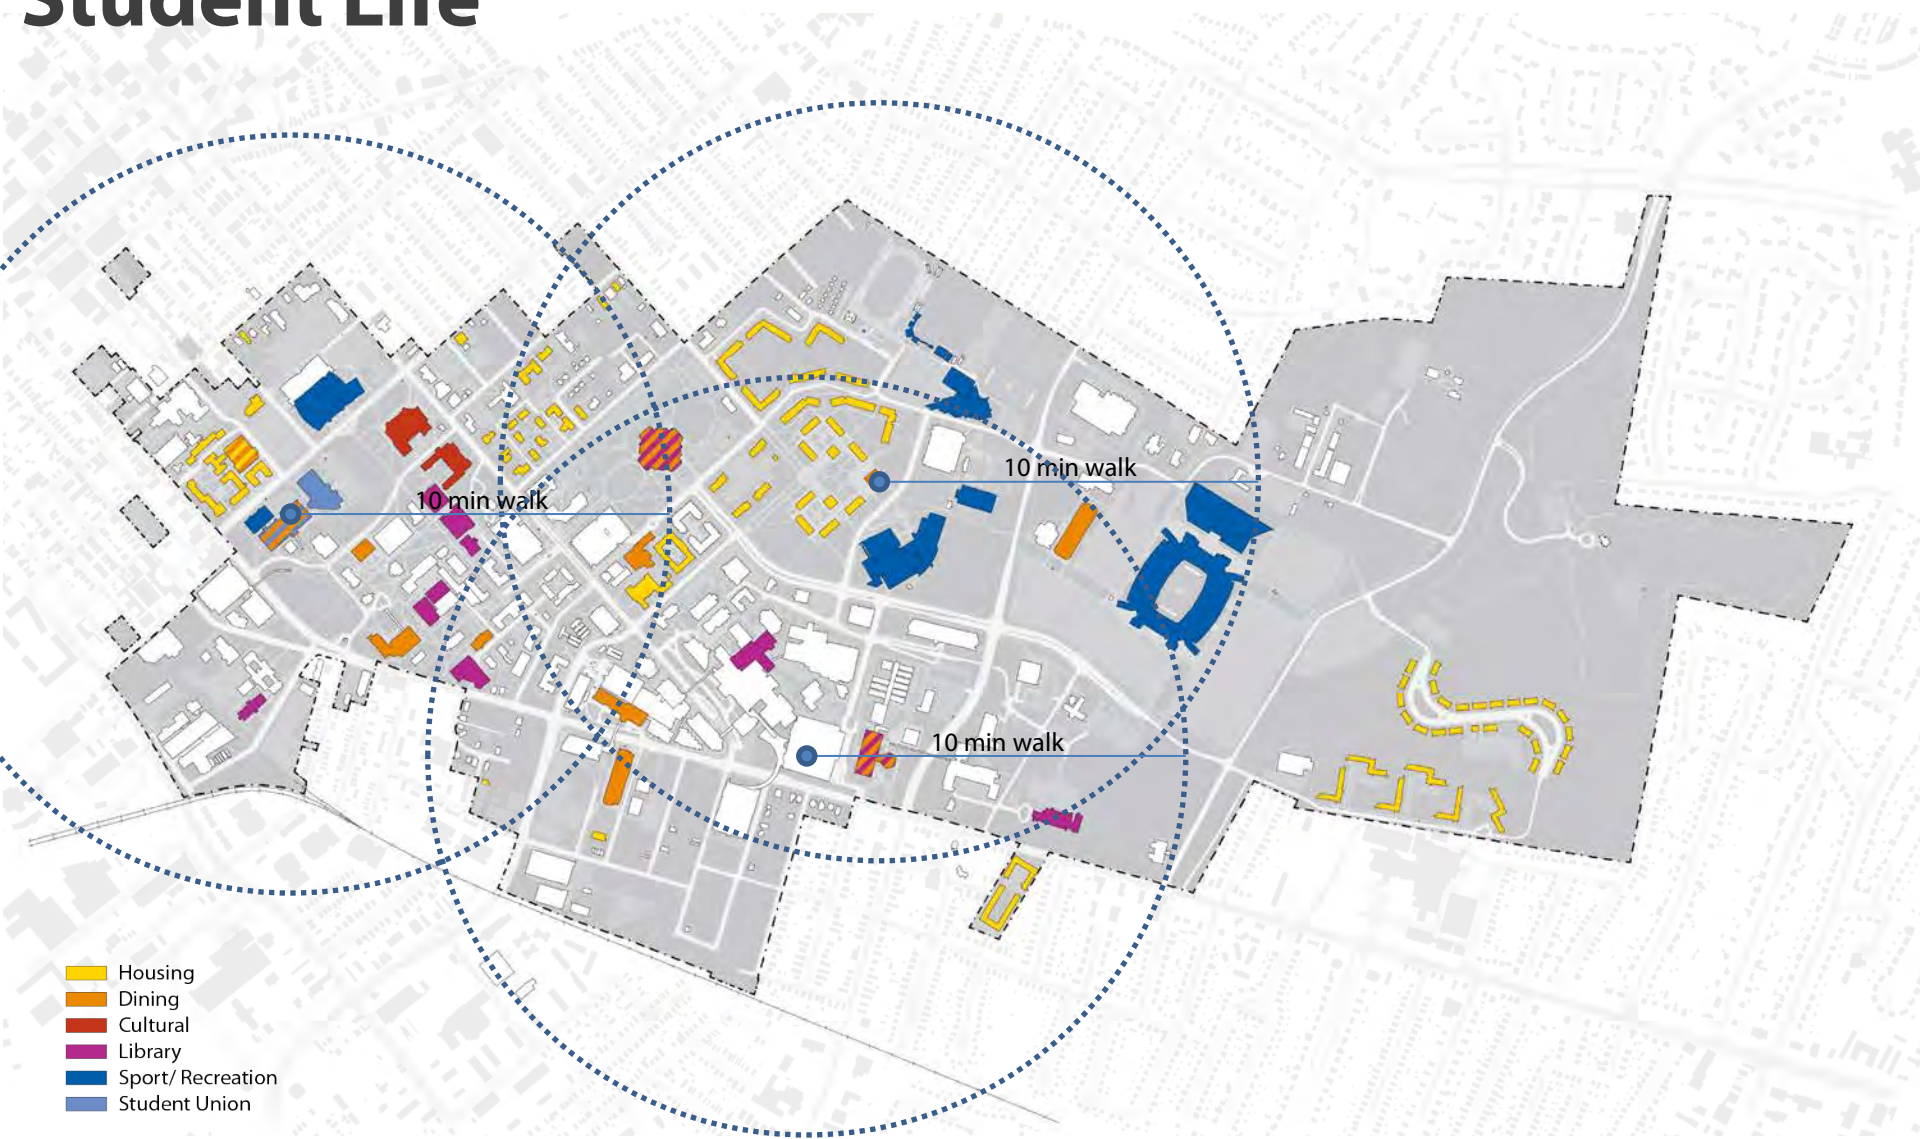 Student Life
10 min walk
10 min walk
10 min walk
Housing
Dining
Cultural
Library
Sport/ Recreation
Student Union